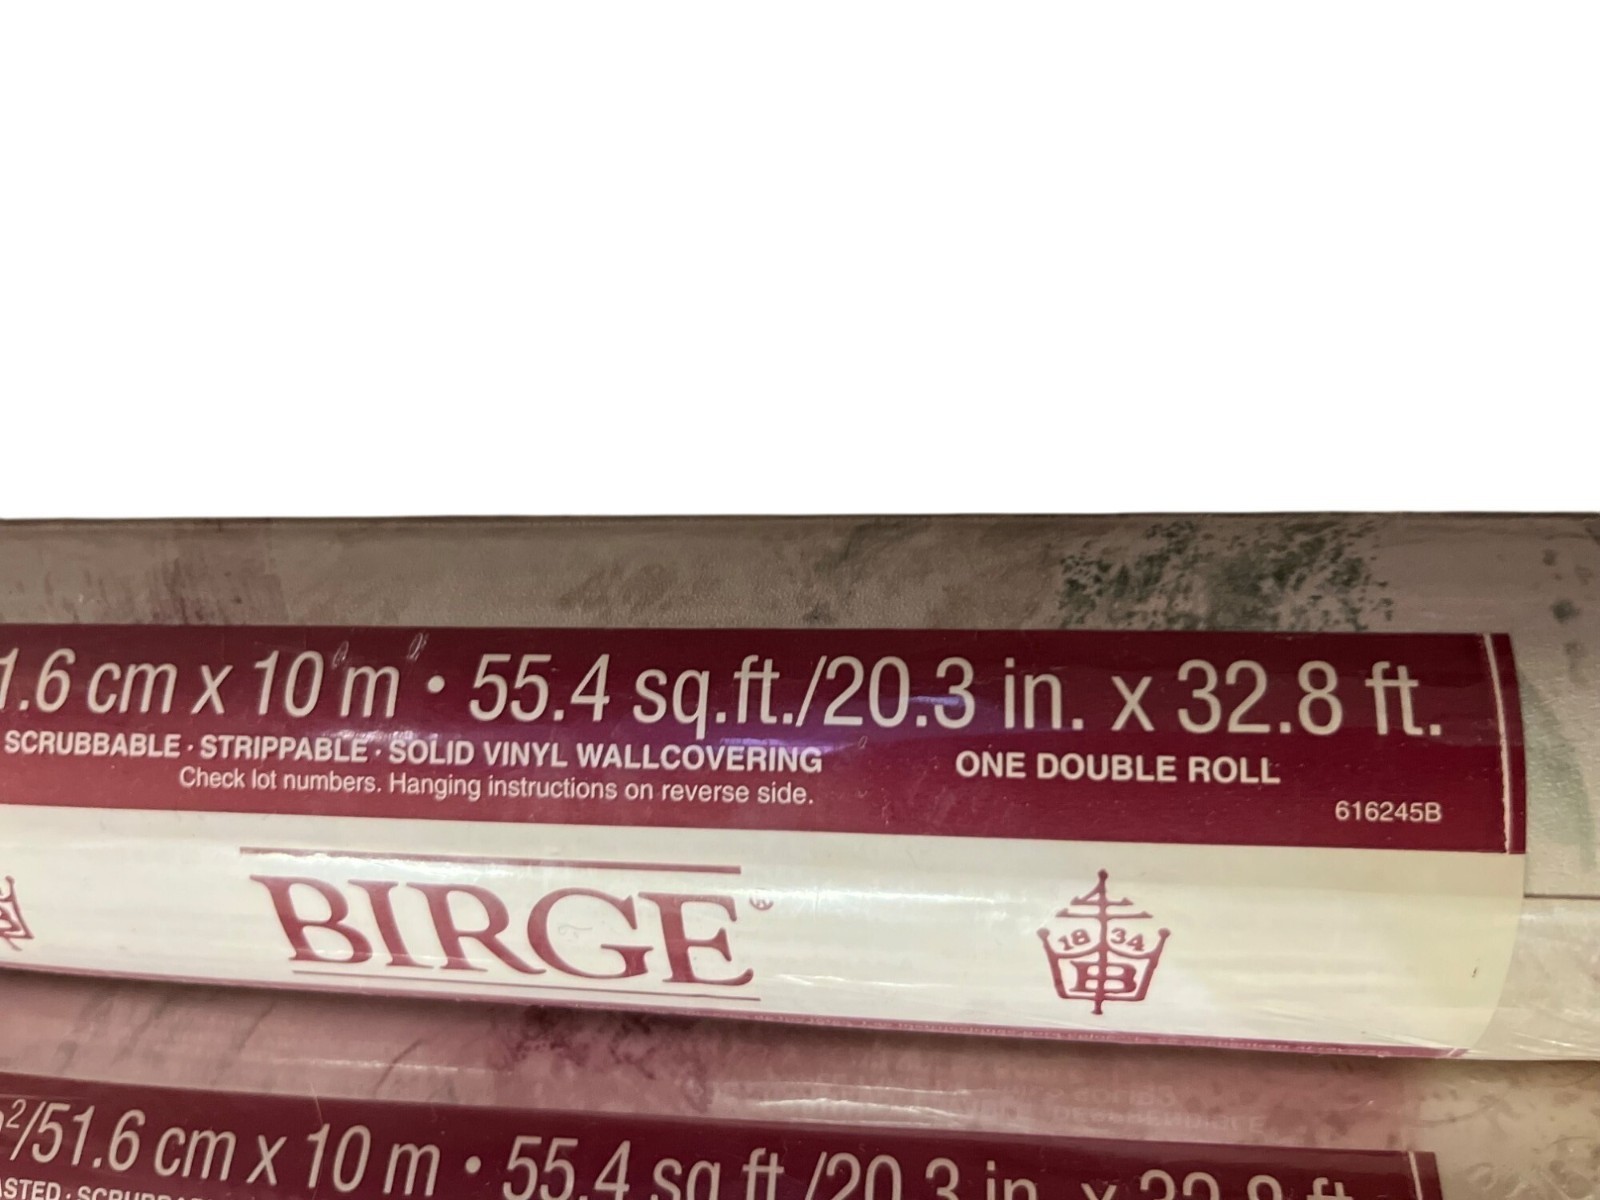 1.6 cm x 10 m • 55.4 sq.ft./20.3 in. x 32.8 ft.
SCRUBBABLE · STRIPPABLE · SOLID VINYL WALLCOVERING ONE DOUBLE ROLL
Check lot numbers. Hanging instructions on reverse side.
616245B
BIRGE®
18 34
B
²/51.6 cm x 10 m • 55.4 sq.ft./20.3 in. x 32.8 ft.